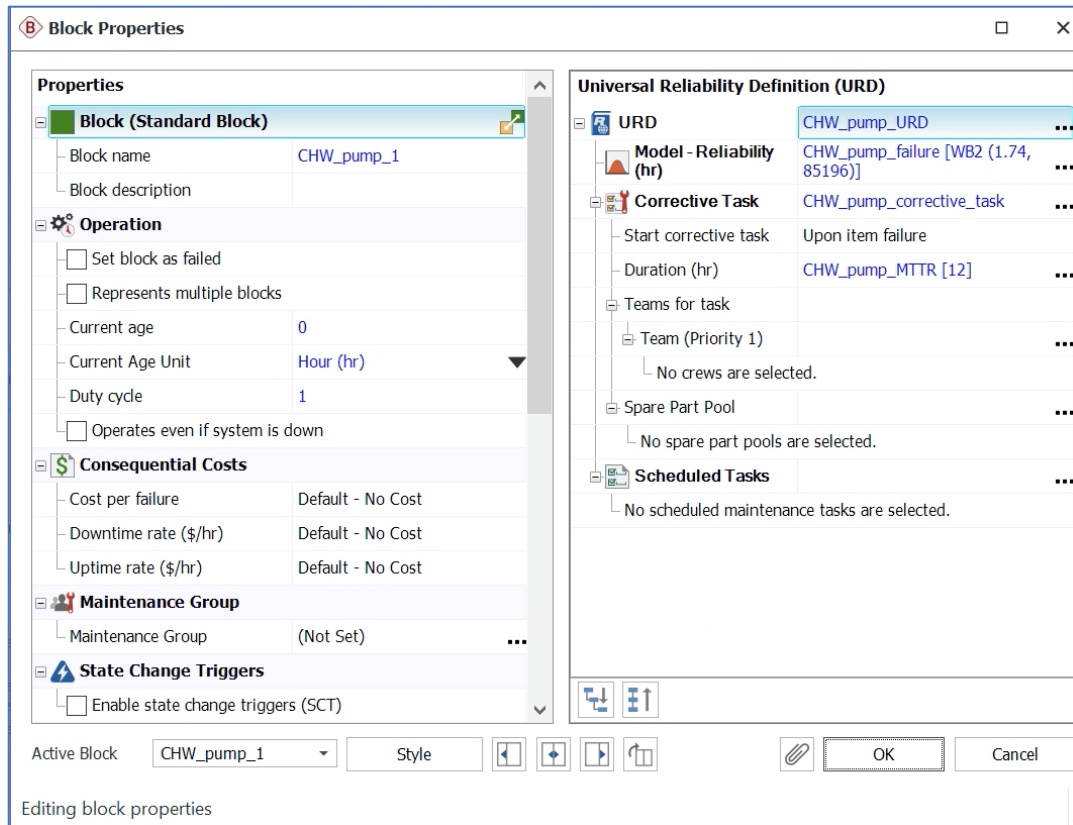 Block Properties
Properties
Block (Standard Block)
Block name CHW_pump_1
Block description
Operation
Set block as failed
Represents multiple blocks
Current age 0
Current Age Unit Hour (hr)
Duty cycle 1
Operates even if system is down
Consequential Costs
Cost per failure Default - No Cost
Downtime rate ($/hr) Default - No Cost
Uptime rate ($/hr) Default - No Cost
Maintenance Group
Maintenance Group (Not Set) ...
State Change Triggers
Enable state change triggers (SCT)
Universal Reliability Definition (URD)
URD CHW_pump_URD ...
Model - Reliability (hr) CHW_pump_failure [WB2 (1.74,
85196)] ...
Corrective Task CHW_pump_corrective_task ...
Start corrective task Upon item failure
Duration (hr) CHW_pump_MTTR [12] ...
Teams for task
Team (Priority 1) ...
No crews are selected.
Spare Part Pool ...
No spare part pools are selected.
Scheduled Tasks ...
No scheduled maintenance tasks are selected.
Active Block CHW_pump_1 Style OK Cancel
Editing block properties